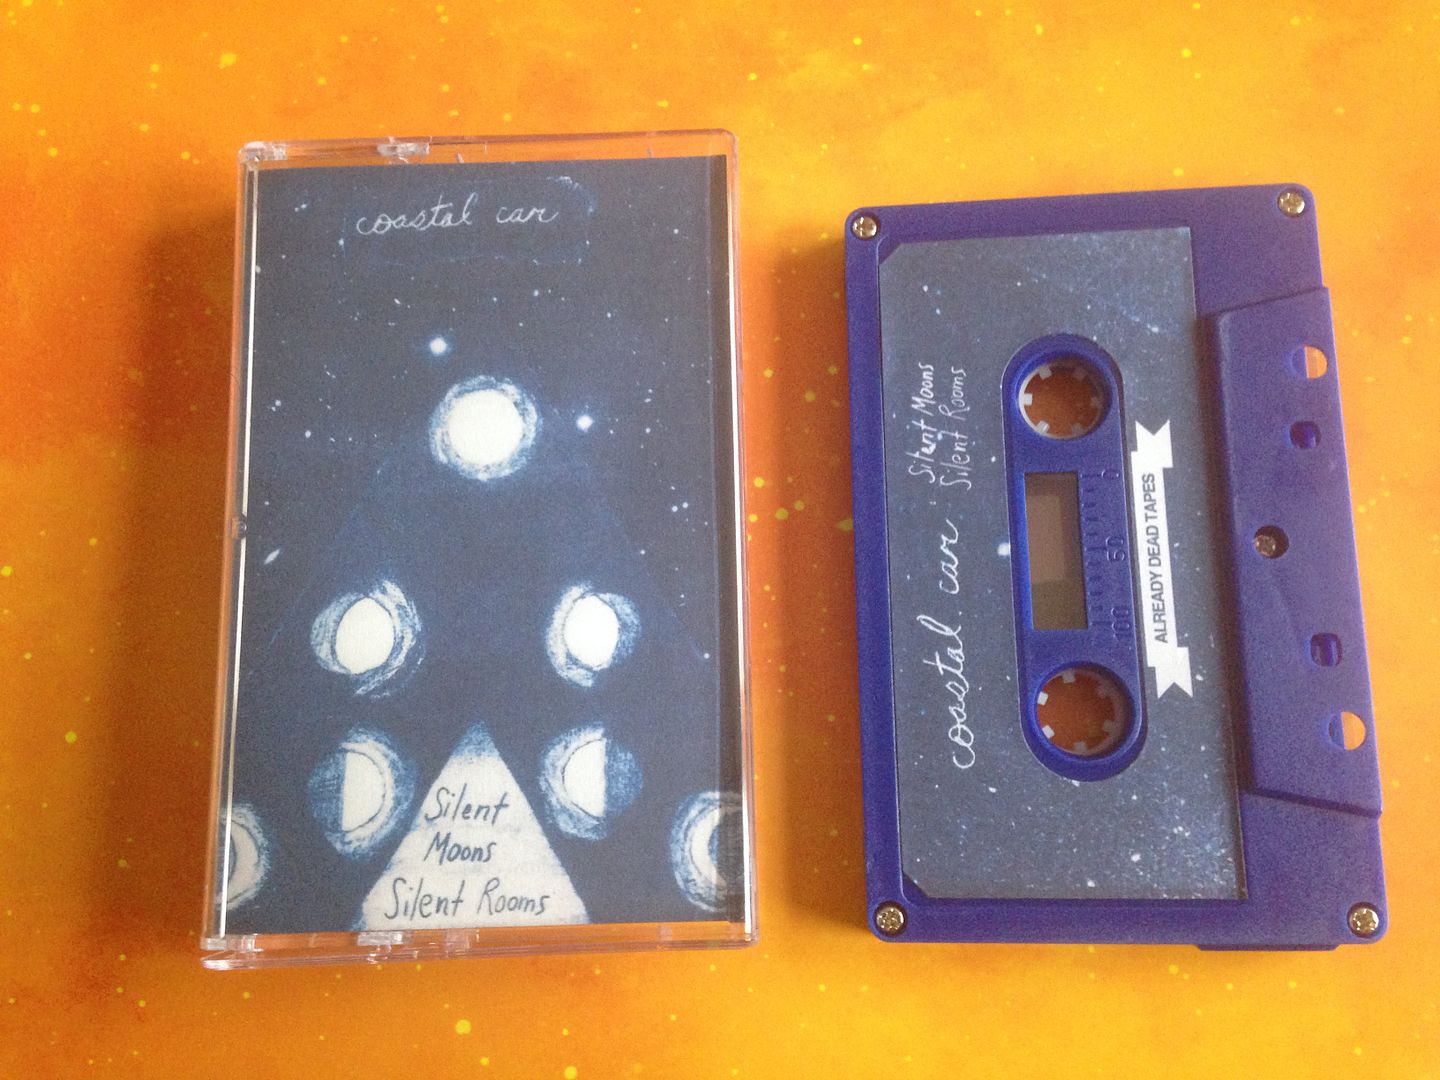 coastal car
Silent
Moons
Silent Rooms
coastal car
Silent Moons
Silent Rooms
100 50 0
ALREADY DEAD TAPES